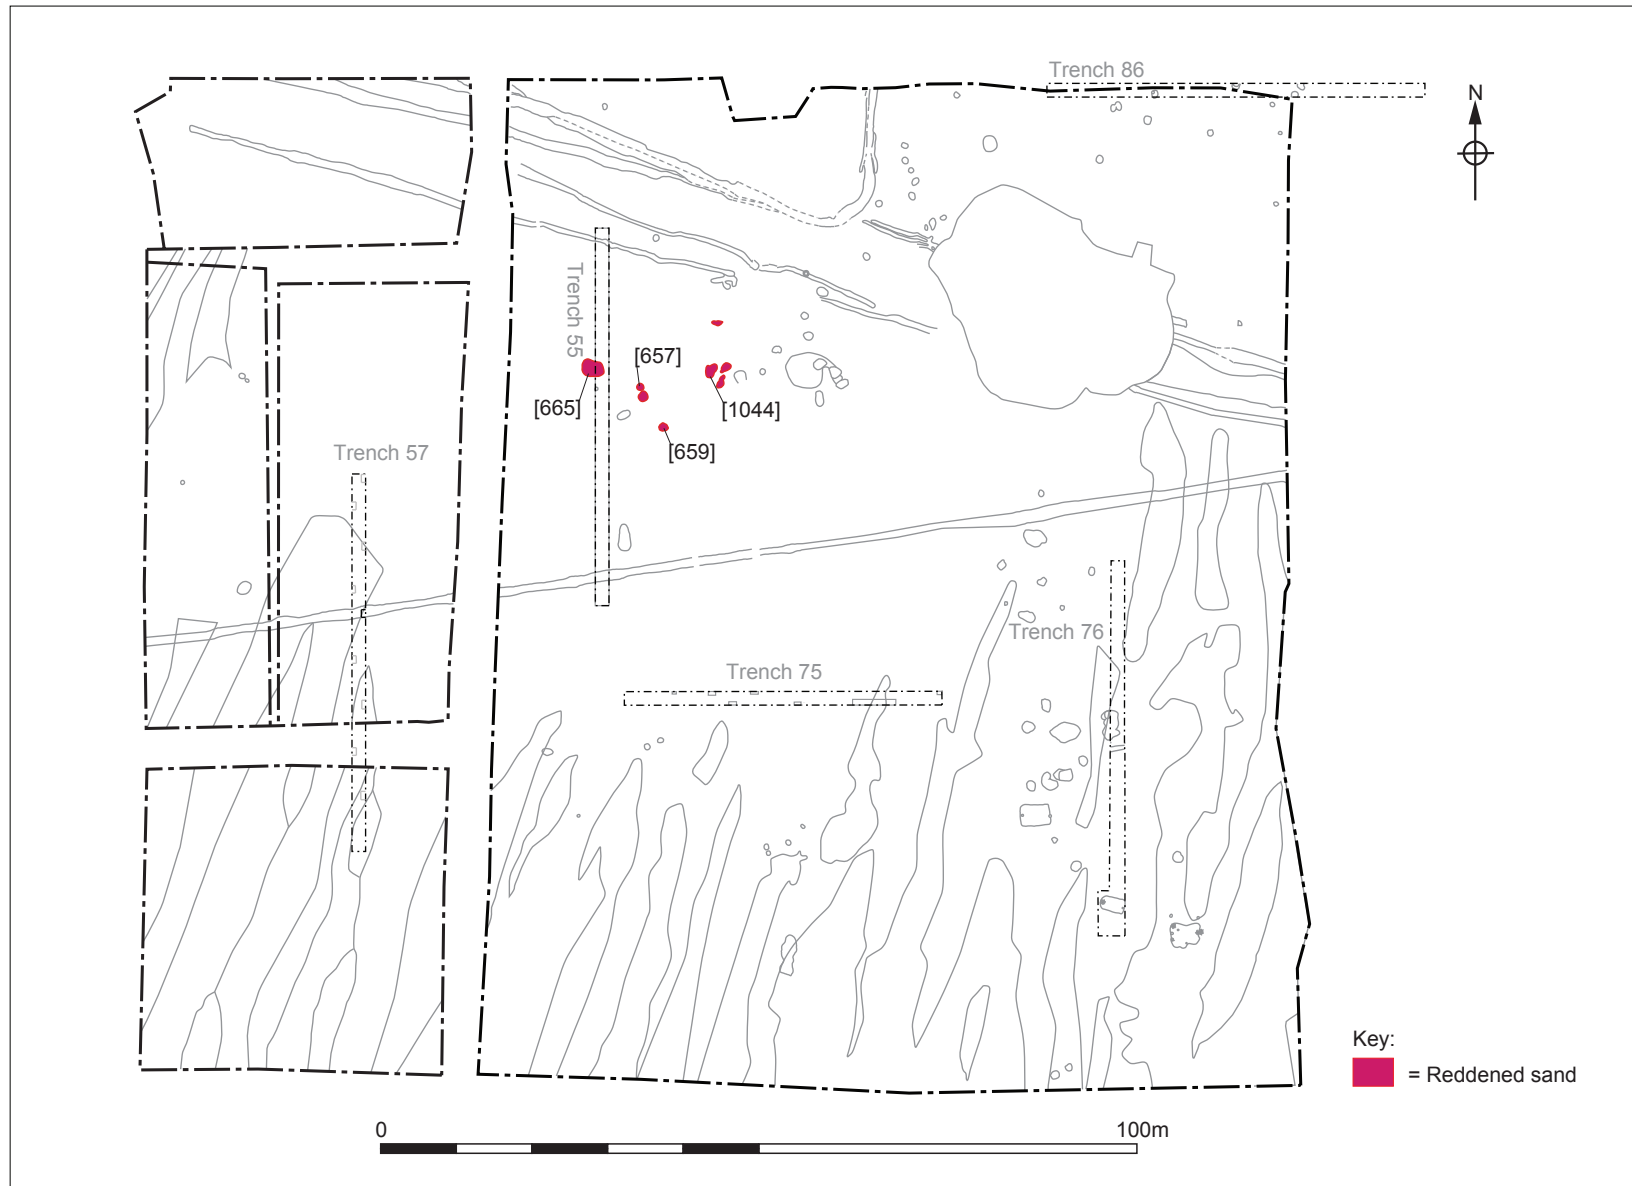 Trench 86
N
Trench 55
[657]
[665]
[1044]
[659]
Trench 57
Trench 76
Trench 75
Key:
= Reddened sand
0 100m